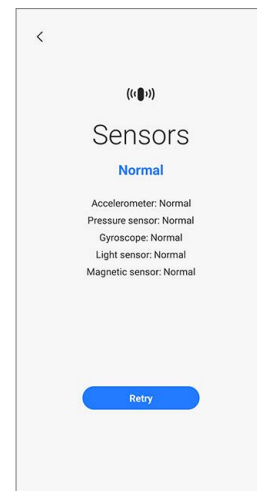 Sensors
Normal
Accelerometer: Normal
Pressure sensor: Normal
Gyroscope: Normal
Light sensor: Normal
Magnetic sensor: Normal
Retry